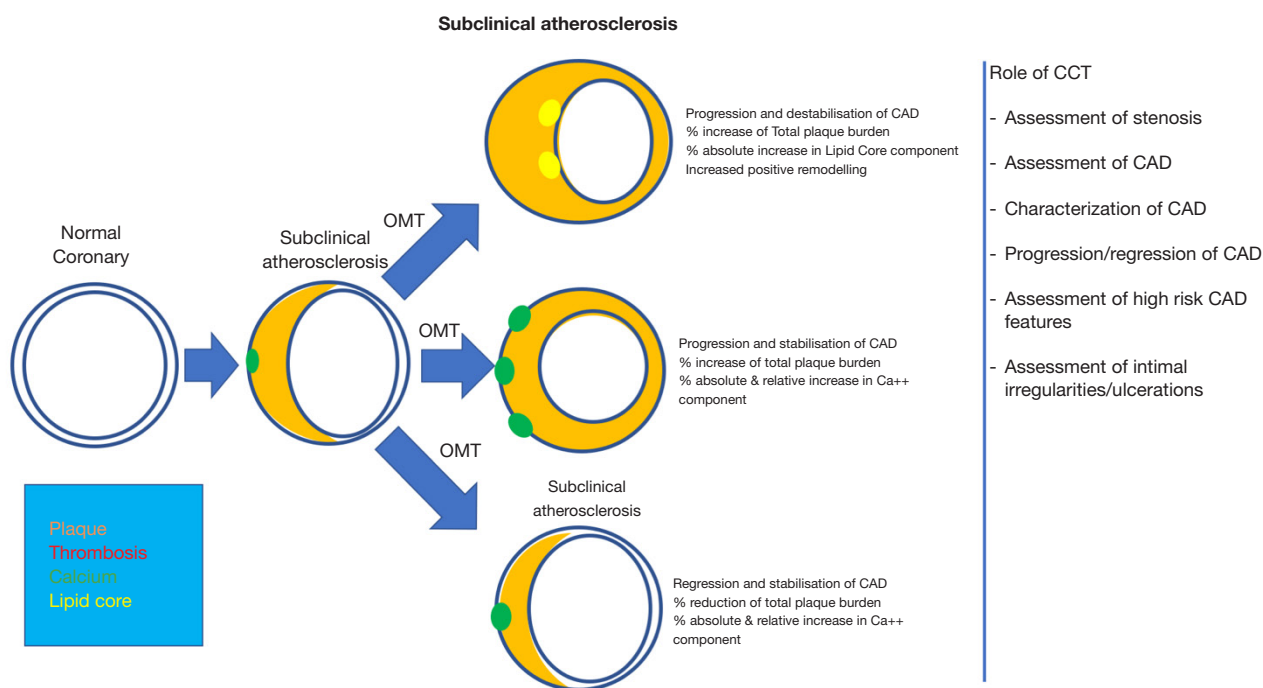 Subclinical atherosclerosis
Progression and destabilisation of CAD
% increase of Total plaque burden
% absolute increase in Lipid Core component
Increased positive remodelling
OMT
Normal
Coronary
Subclinical
atherosclerosis
OMT
Progression and stabilisation of CAD
% increase of total plaque burden
% absolute & relative increase in Ca++
component
OMT
Subclinical
atherosclerosis
Regression and stabilisation of CAD
% reduction of total plaque burden
% absolute & relative increase in Ca++
component
Plaque
Thrombosis
Calcium
Lipid core
Role of CCT
- Assessment of stenosis
- Assessment of CAD
- Characterization of CAD
- Progression/regression of CAD
- Assessment of high risk CAD
features
- Assessment of intimal
irregularities/ulcerations